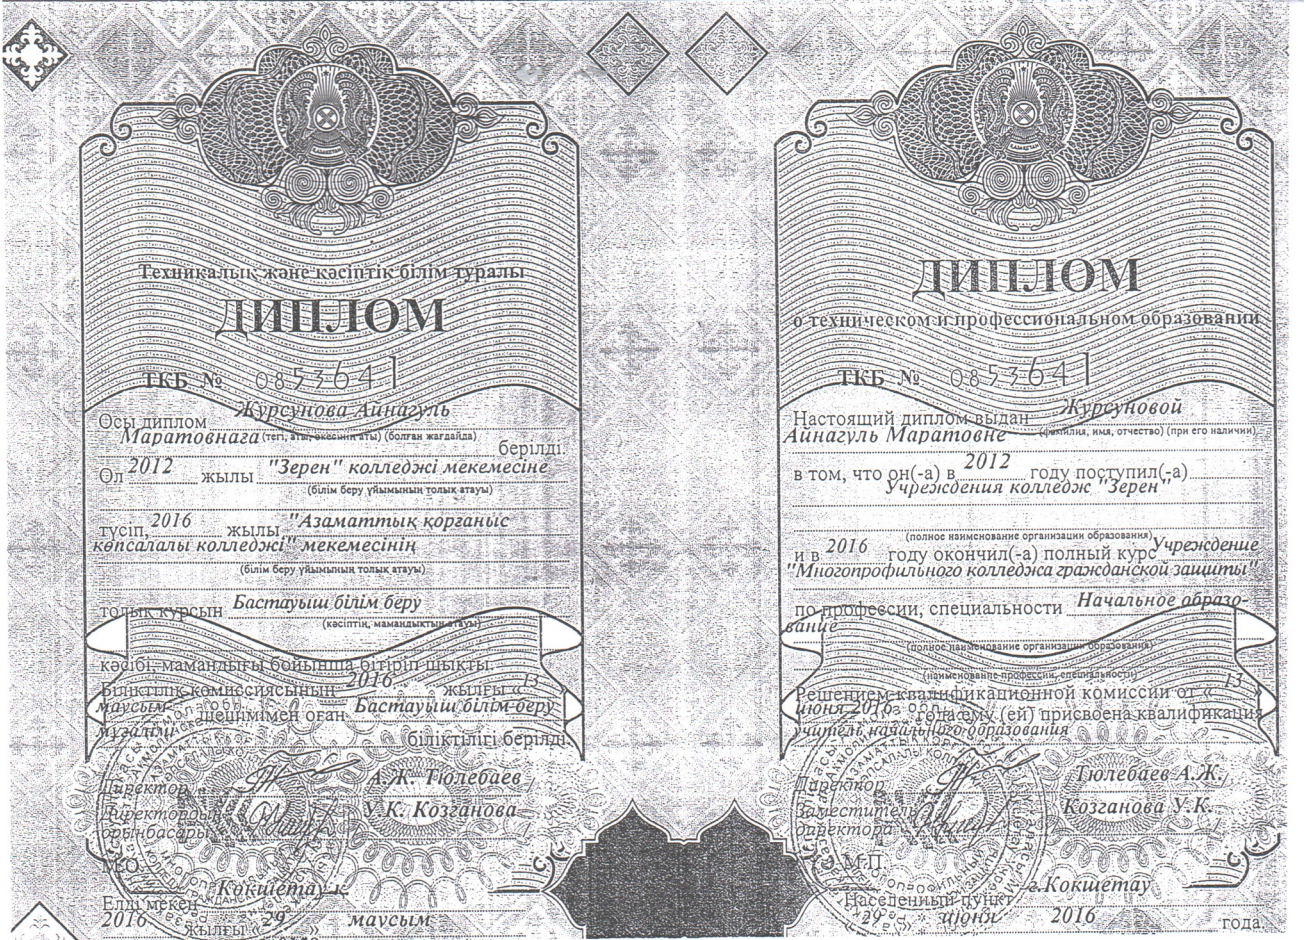 Техникалық және кәсіптік білім туралы
ДИПЛОМ
ТКБ № 0853641
Осы диплом Журсунова Айнагуль
Маратовнаға (тегі, аты, әкесінің аты) (болған жағдайда) берілді.
Ол 2012 жылы "Зерен" колледжі мекемесіне
(білім беру ұйымының толық атауы)
түсіп, 2016 жылы "Азаматтық қорғаныс
көпсалалы колледжі" мекемесінің
(білім беру ұйымының толық атауы)
толық курсын Бастауыш білім беру
(кәсіптің, мамандықтың атауы)
кәсібі, мамандығы бойынша бітіріп шықты.
Біліктілік комиссиясының 2016 жылғы « 13 »
маусым шешімімен оған Бастауыш білім беру
мұғалімі біліктілігі берілді.
Директор А.Ж. Тюлебаев
Директордың орынбасары У.К. Козганова
М.О.
Көкшетау қ.
Елді мекен
2016 жылғы « 29 » маусым
ДИПЛОМ
о техническом и профессиональном образовании
ТКБ № 0853641
Настоящий диплом выдан Журсуновой
Айнагуль Маратовне (фамилия, имя, отчество) (при его наличии)
в том, что он(-а) в 2012 году поступил(-а)
Учреждения колледж "Зерен"
(полное наименование организации образования)
и в 2016 году окончил(-а) полный курс Учреждение
"Многопрофильного колледжа гражданской защиты"
по профессии, специальности Начальное образо-
вание
(полное наименование организации образования)
(наименование профессии, специальности)
Решением квалификационной комиссии от « 13 »
июня 2016 года ему (ей) присвоена квалификация
учитель начального образования
Директор Тюлебаев А.Ж.
Заместитель директора Козганова У.К.
М.П.
г.Кокшетау
Населенный пункт
« 29 » июня 2016 года